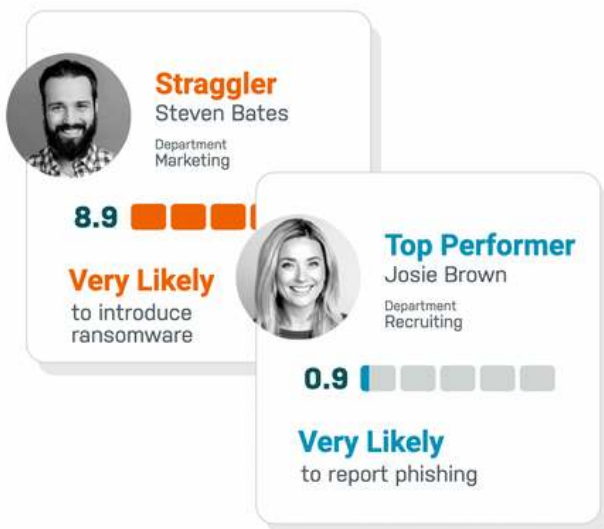 Straggler
Steven Bates
Department
Marketing
8.9
Very Likely
to introduce
ransomware
Top Performer
Josie Brown
Department
Recruiting
0.9
Very Likely
to report phishing